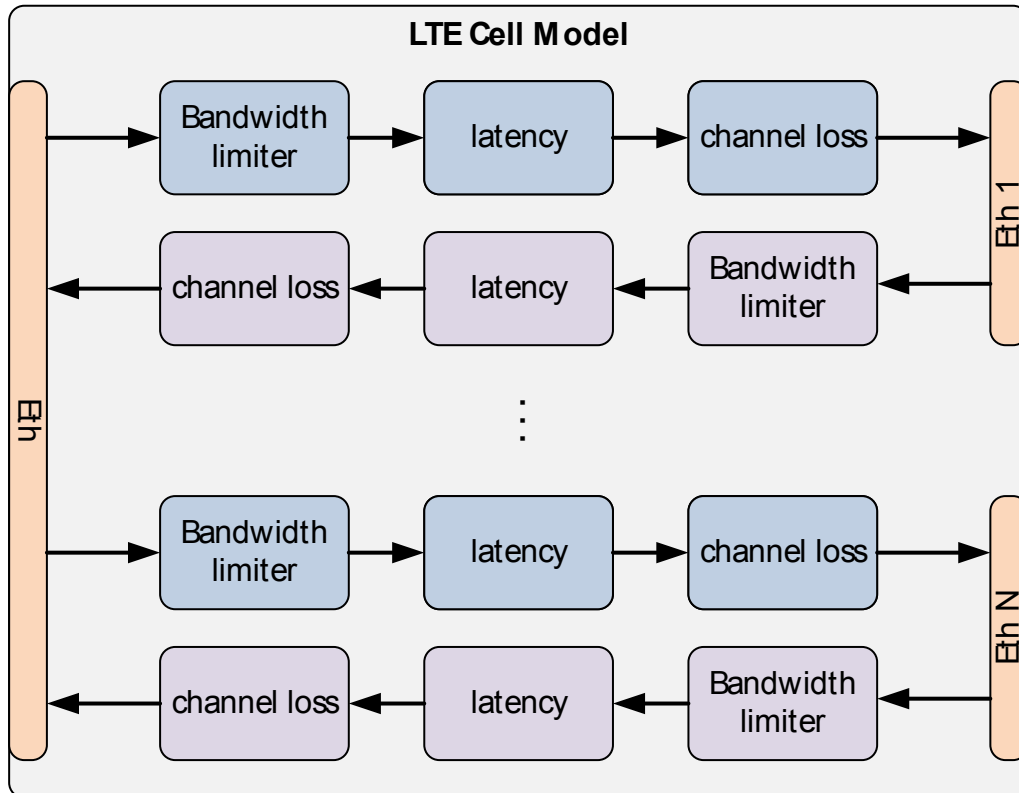 LTE Cell Model
Bandwidth
limiter
latency
channel loss
Eth 1
channel loss
latency
Bandwidth
limiter
Eth
...
Bandwidth
limiter
latency
channel loss
Eth N
channel loss
latency
Bandwidth
limiter